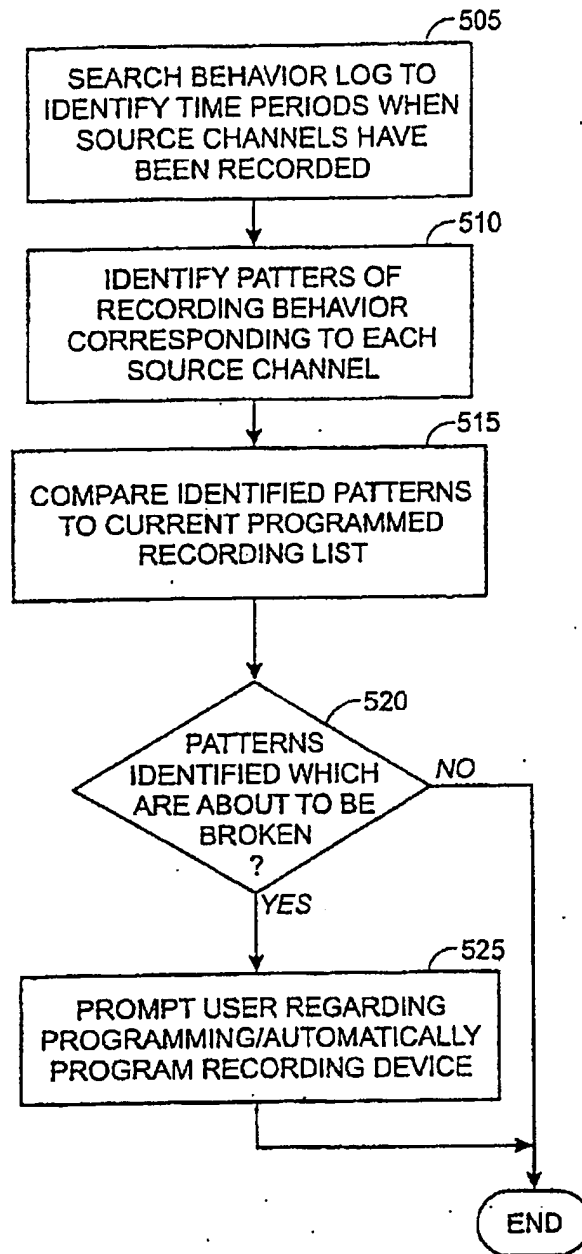 505
SEARCH BEHAVIOR LOG TO
IDENTIFY TIME PERIODS WHEN
SOURCE CHANNELS HAVE
BEEN RECORDED
510
IDENTIFY PATTERS OF
RECORDING BEHAVIOR
CORRESPONDING TO EACH
SOURCE CHANNEL
515
COMPARE IDENTIFIED PATTERNS
TO CURRENT PROGRAMMED
RECORDING LIST
520
PATTERNS
IDENTIFIED WHICH
ARE ABOUT TO BE
BROKEN
?
NO
YES
525
PROMPT USER REGARDING
PROGRAMMING/AUTOMATICALLY
PROGRAM RECORDING DEVICE
END